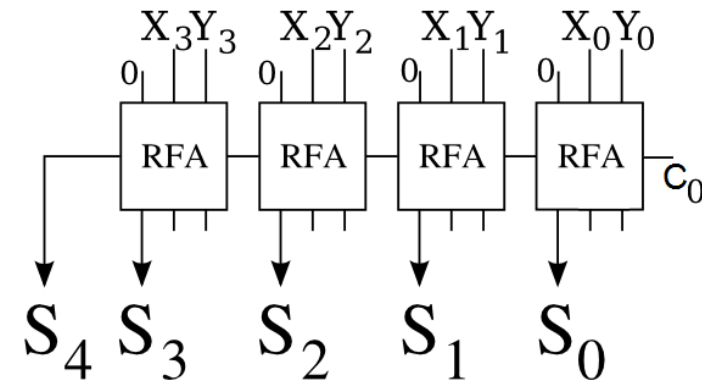 X3Y3 X2Y2 X1Y1 X0Y0
0 0 0 0
RFA RFA RFA RFA
C0
S4 S3 S2 S1 S0